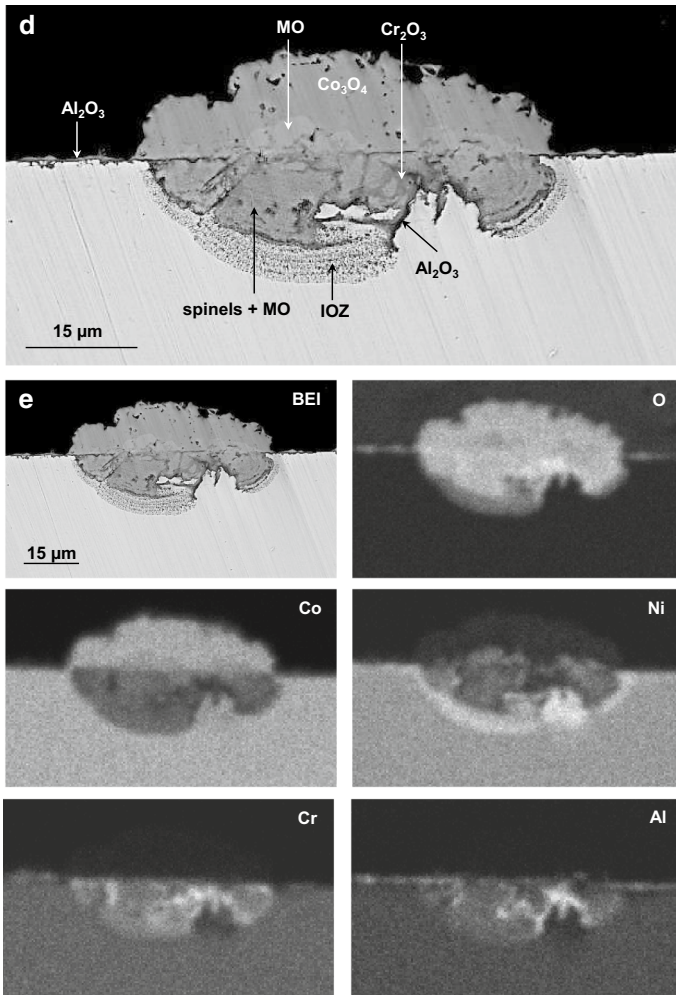 d
MO
Cr₂O₃
Co₃O₄
Al₂O₃
Al₂O₃
spinels + MO
IOZ
15 µm
e
BEI
15 µm
O
Co
Ni
Cr
Al